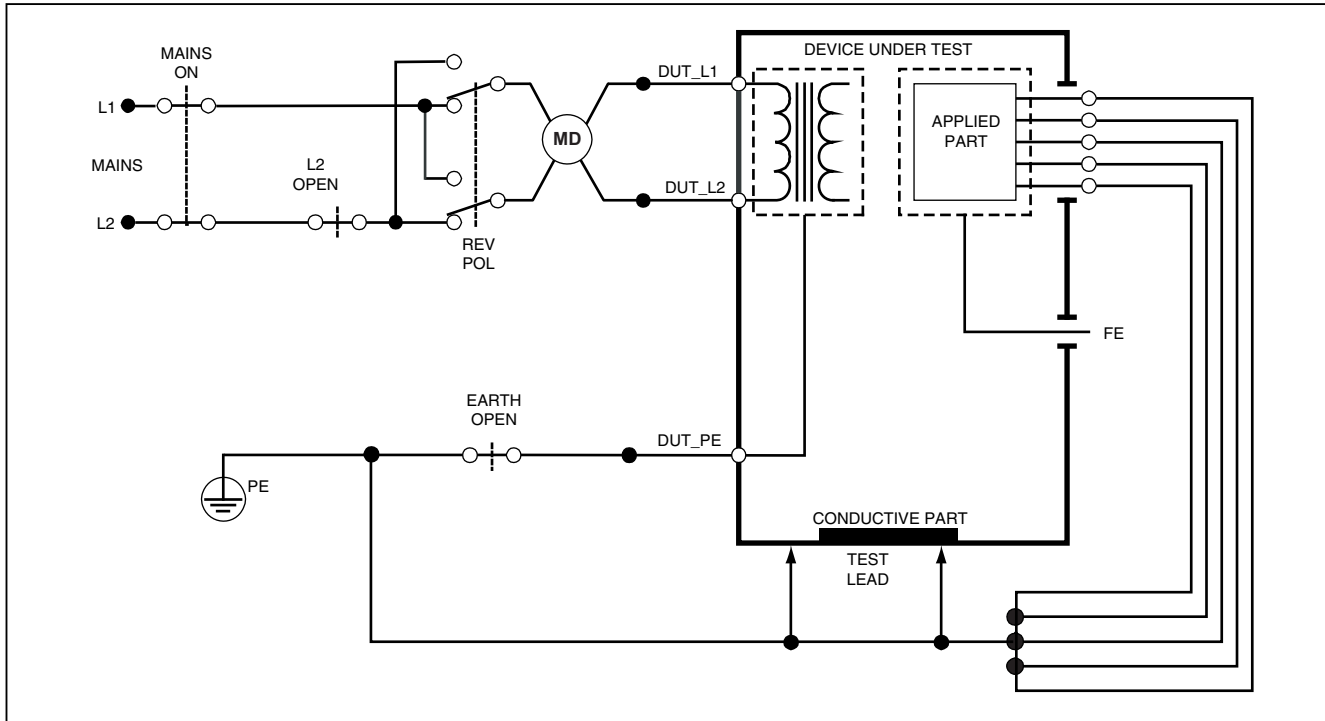 MAINS
ON
L1
MAINS
L2
L2
OPEN
REV
POL
MD
DUT_L1
DUT_L2
DEVICE UNDER TEST
APPLIED
PART
FE
EARTH
OPEN
DUT_PE
PE
CONDUCTIVE PART
TEST
LEAD